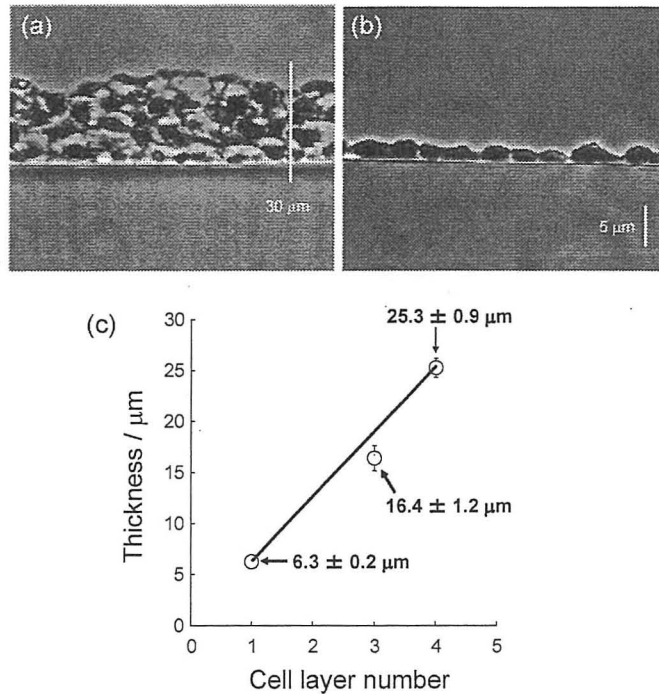 (a)
30 μm
(b)
5 μm
(c)
25.3 ± 0.9 μm
30
25
20
15
10
5
0
Thickness / μm
16.4 ± 1.2 μm
6.3 ± 0.2 μm
0 1 2 3 4 5
Cell layer number